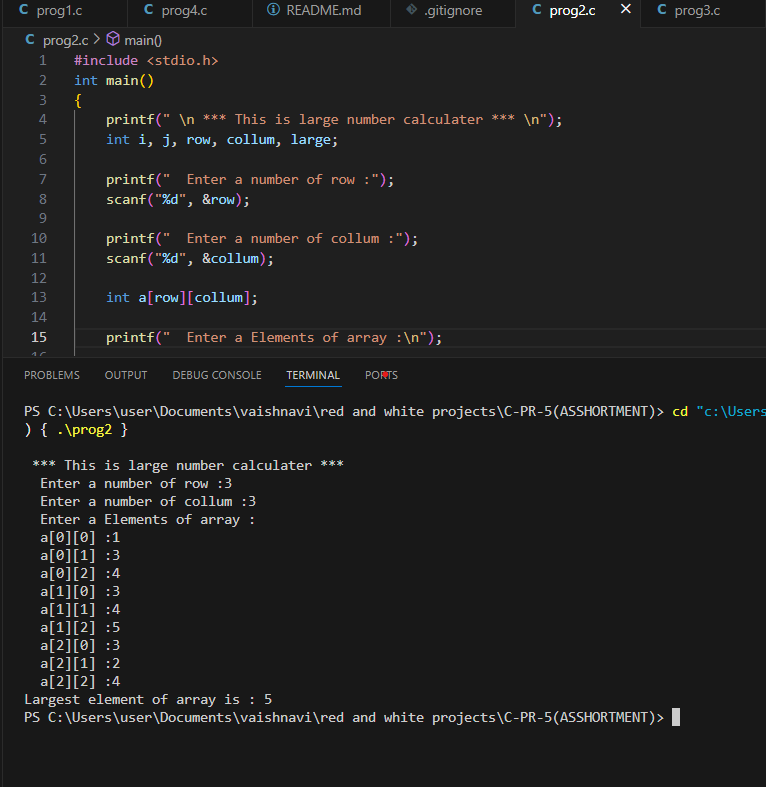 C prog1.c C prog4.c README.md .gitignore C prog2.c × C prog3.c
C prog2.c > main()
1 #include <stdio.h>
2 int main()
3 {
4 printf(" \n *** This is large number calculater *** \n");
5 int i, j, row, collum, large;
6
7 printf("  Enter a number of row :");
8 scanf("%d", &row);
9
10 printf("  Enter a number of collum :");
11 scanf("%d", &collum);
12
13 int a[row][collum];
14
15 printf("  Enter a Elements of array :\n");
16
PROBLEMS OUTPUT DEBUG CONSOLE TERMINAL PORTS
PS C:\Users\user\Documents\vaishnavi\red and white projects\C-PR-5(ASSHORTMENT)> cd "c:\Users
) { .\prog2 }
*** This is large number calculater ***
Enter a number of row :3
Enter a number of collum :3
Enter a Elements of array :
a[0][0] :1
a[0][1] :3
a[0][2] :4
a[1][0] :3
a[1][1] :4
a[1][2] :5
a[2][0] :3
a[2][1] :2
a[2][2] :4
Largest element of array is : 5
PS C:\Users\user\Documents\vaishnavi\red and white projects\C-PR-5(ASSHORTMENT)>